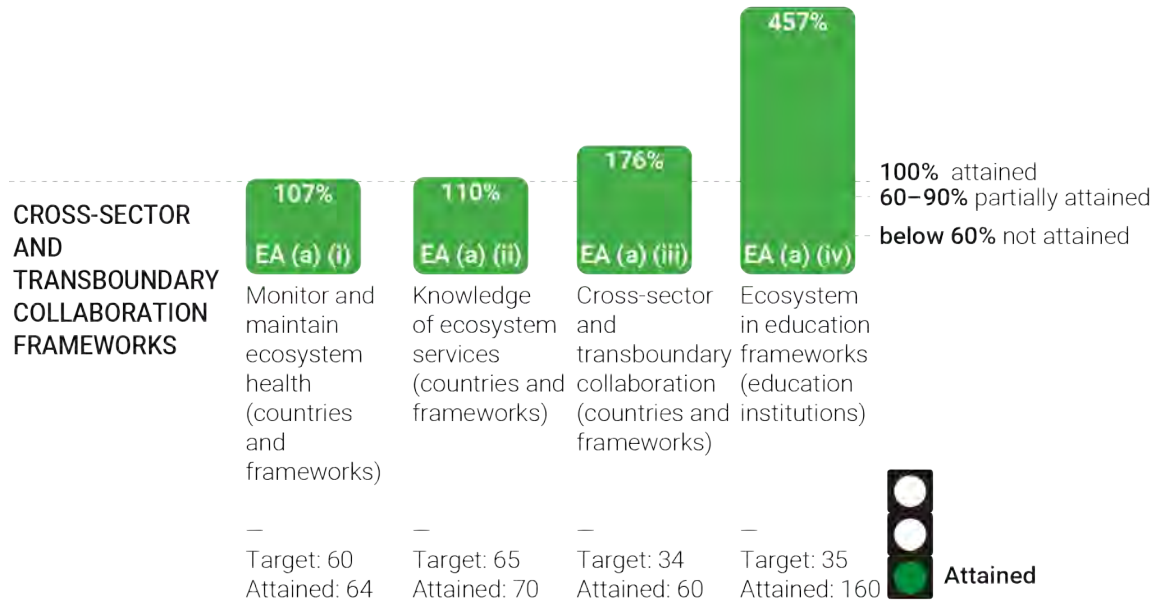 457%
176%
107%
110%
100% attained
60–90% partially attained
below 60% not attained
CROSS-SECTOR
AND
TRANSBOUNDARY
COLLABORATION
FRAMEWORKS
EA (a) (i)
EA (a) (ii)
EA (a) (iii)
EA (a) (iv)
Monitor and
maintain
ecosystem
health
(countries
and
frameworks)
Knowledge
of ecosystem
services
(countries and
frameworks)
Cross-sector
and
transboundary
collaboration
(countries and
frameworks)
Ecosystem
in education
frameworks
(education
institutions)
—
Target: 60
Attained: 64
—
Target: 65
Attained: 70
—
Target: 34
Attained: 60
—
Target: 35
Attained: 160
Attained